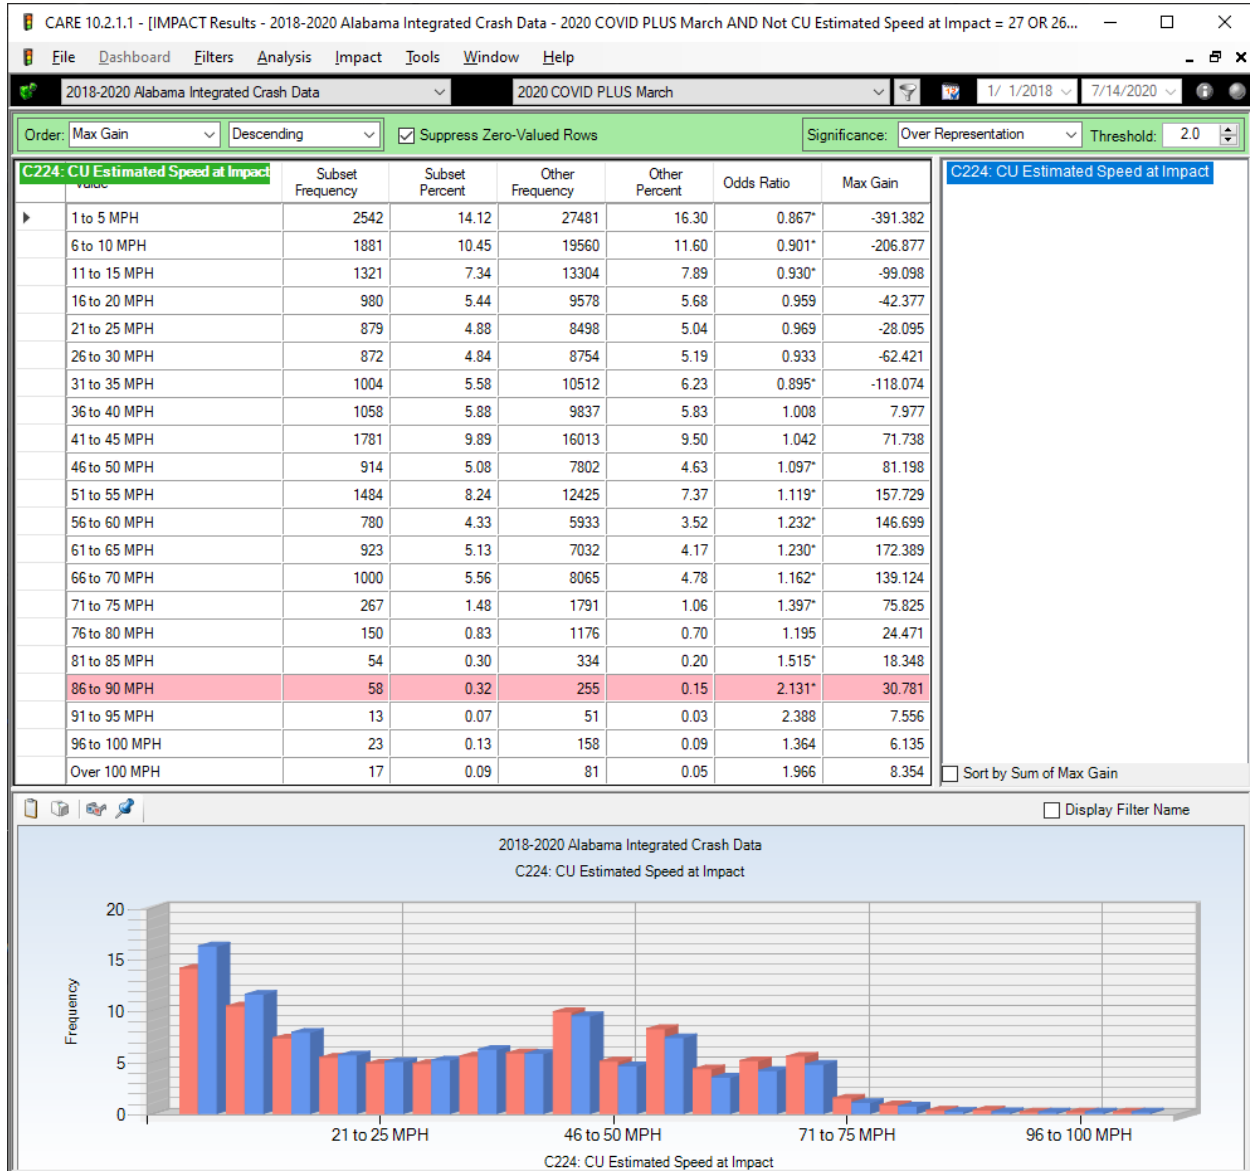 CARE 10.2.1.1 - [IMPACT Results - 2018-2020 Alabama Integrated Crash Data - 2020 COVID PLUS March AND Not CU Estimated Speed at Impact = 27 OR 26...
File Dashboard Filters Analysis Impact Tools Window Help
2018-2020 Alabama Integrated Crash Data 2020 COVID PLUS March 1/ 1/2018 7/14/2020
Order: Max Gain Descending Suppress Zero-Valued Rows Significance: Over Representation Threshold: 2.0
C224: CU Estimated Speed at Impact Subset Frequency Subset Percent Other Frequency Other Percent Odds Ratio Max Gain
1 to 5 MPH 2542 14.12 27481 16.30 0.867* -391.382
6 to 10 MPH 1881 10.45 19560 11.60 0.901* -206.877
11 to 15 MPH 1321 7.34 13304 7.89 0.930* -99.098
16 to 20 MPH 980 5.44 9578 5.68 0.959 -42.377
21 to 25 MPH 879 4.88 8498 5.04 0.969 -28.095
26 to 30 MPH 872 4.84 8754 5.19 0.933 -62.421
31 to 35 MPH 1004 5.58 10512 6.23 0.895* -118.074
36 to 40 MPH 1058 5.88 9837 5.83 1.008 7.977
41 to 45 MPH 1781 9.89 16013 9.50 1.042 71.738
46 to 50 MPH 914 5.08 7802 4.63 1.097* 81.198
51 to 55 MPH 1484 8.24 12425 7.37 1.119* 157.729
56 to 60 MPH 780 4.33 5933 3.52 1.232* 146.699
61 to 65 MPH 923 5.13 7032 4.17 1.230* 172.389
66 to 70 MPH 1000 5.56 8065 4.78 1.162* 139.124
71 to 75 MPH 267 1.48 1791 1.06 1.397* 75.825
76 to 80 MPH 150 0.83 1176 0.70 1.195 24.471
81 to 85 MPH 54 0.30 334 0.20 1.515* 18.348
86 to 90 MPH 58 0.32 255 0.15 2.131* 30.781
91 to 95 MPH 13 0.07 51 0.03 2.388 7.556
96 to 100 MPH 23 0.13 158 0.09 1.364 6.135
Over 100 MPH 17 0.09 81 0.05 1.966 8.354
C224: CU Estimated Speed at Impact
Sort by Sum of Max Gain
Display Filter Name
2018-2020 Alabama Integrated Crash Data
C224: CU Estimated Speed at Impact
Frequency
20
15
10
5
0
21 to 25 MPH 46 to 50 MPH 71 to 75 MPH 96 to 100 MPH
C224: CU Estimated Speed at Impact